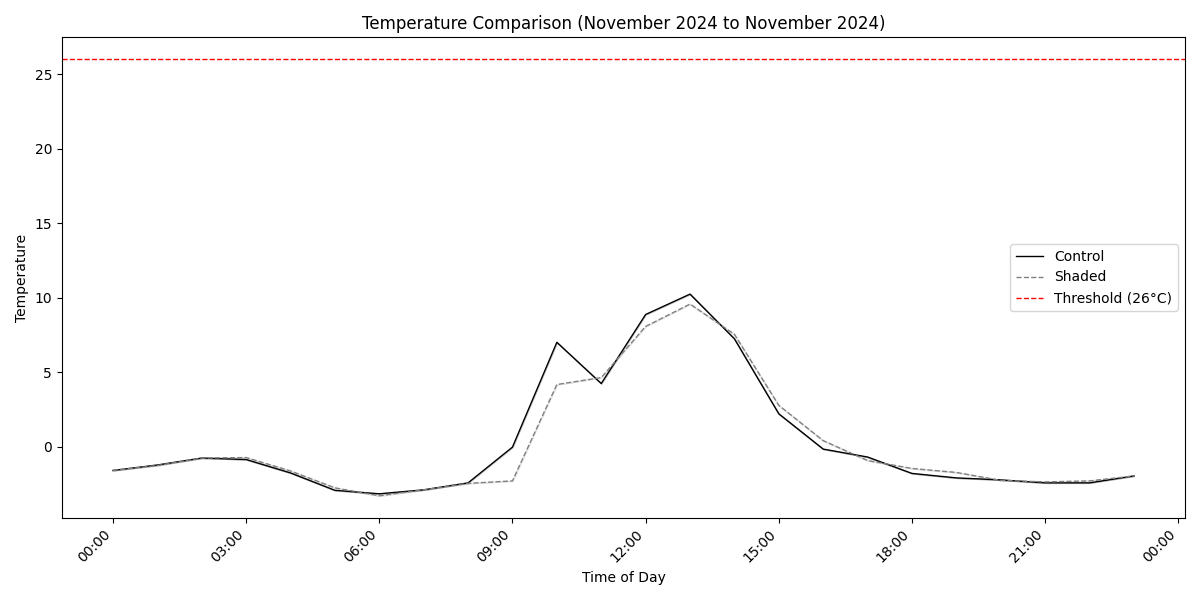 Temperature Comparison (November 2024 to November 2024)
25
20
15
10
5
0
Temperature
Control
Shaded
Threshold (26°C)
00:00
03:00
06:00
09:00
12:00
15:00
18:00
21:00
00:00
Time of Day